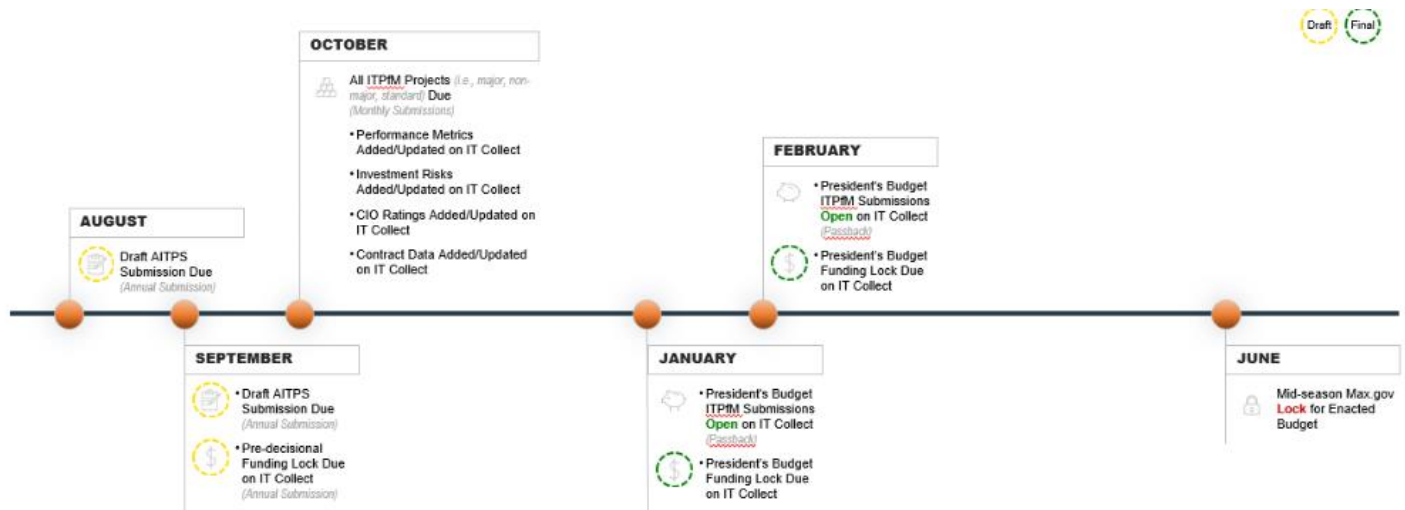 Draft Final
OCTOBER
All ITPfM Projects (i.e., major, non-
major, standard) Due
(Monthly Submissions)
• Performance Metrics
Added/Updated on IT Collect
• Investment Risks
Added/Updated on IT Collect
• CIO Ratings Added/Updated on
IT Collect
• Contract Data Added/Updated
on IT Collect
FEBRUARY
• President's Budget
ITPfM Submissions
Open on IT Collect
(Passback)
• President's Budget
Funding Lock Due
on IT Collect
AUGUST
Draft AITPS
Submission Due
(Annual Submission)
SEPTEMBER
• Draft AITPS
Submission Due
(Annual Submission)
• Pre-decisional
Funding Lock Due
on IT Collect
(Annual Submission)
JANUARY
• President's Budget
ITPfM Submissions
Open on IT Collect
(Passback)
• President's Budget
Funding Lock Due
on IT Collect
JUNE
Mid-season Max.gov
Lock for Enacted
Budget